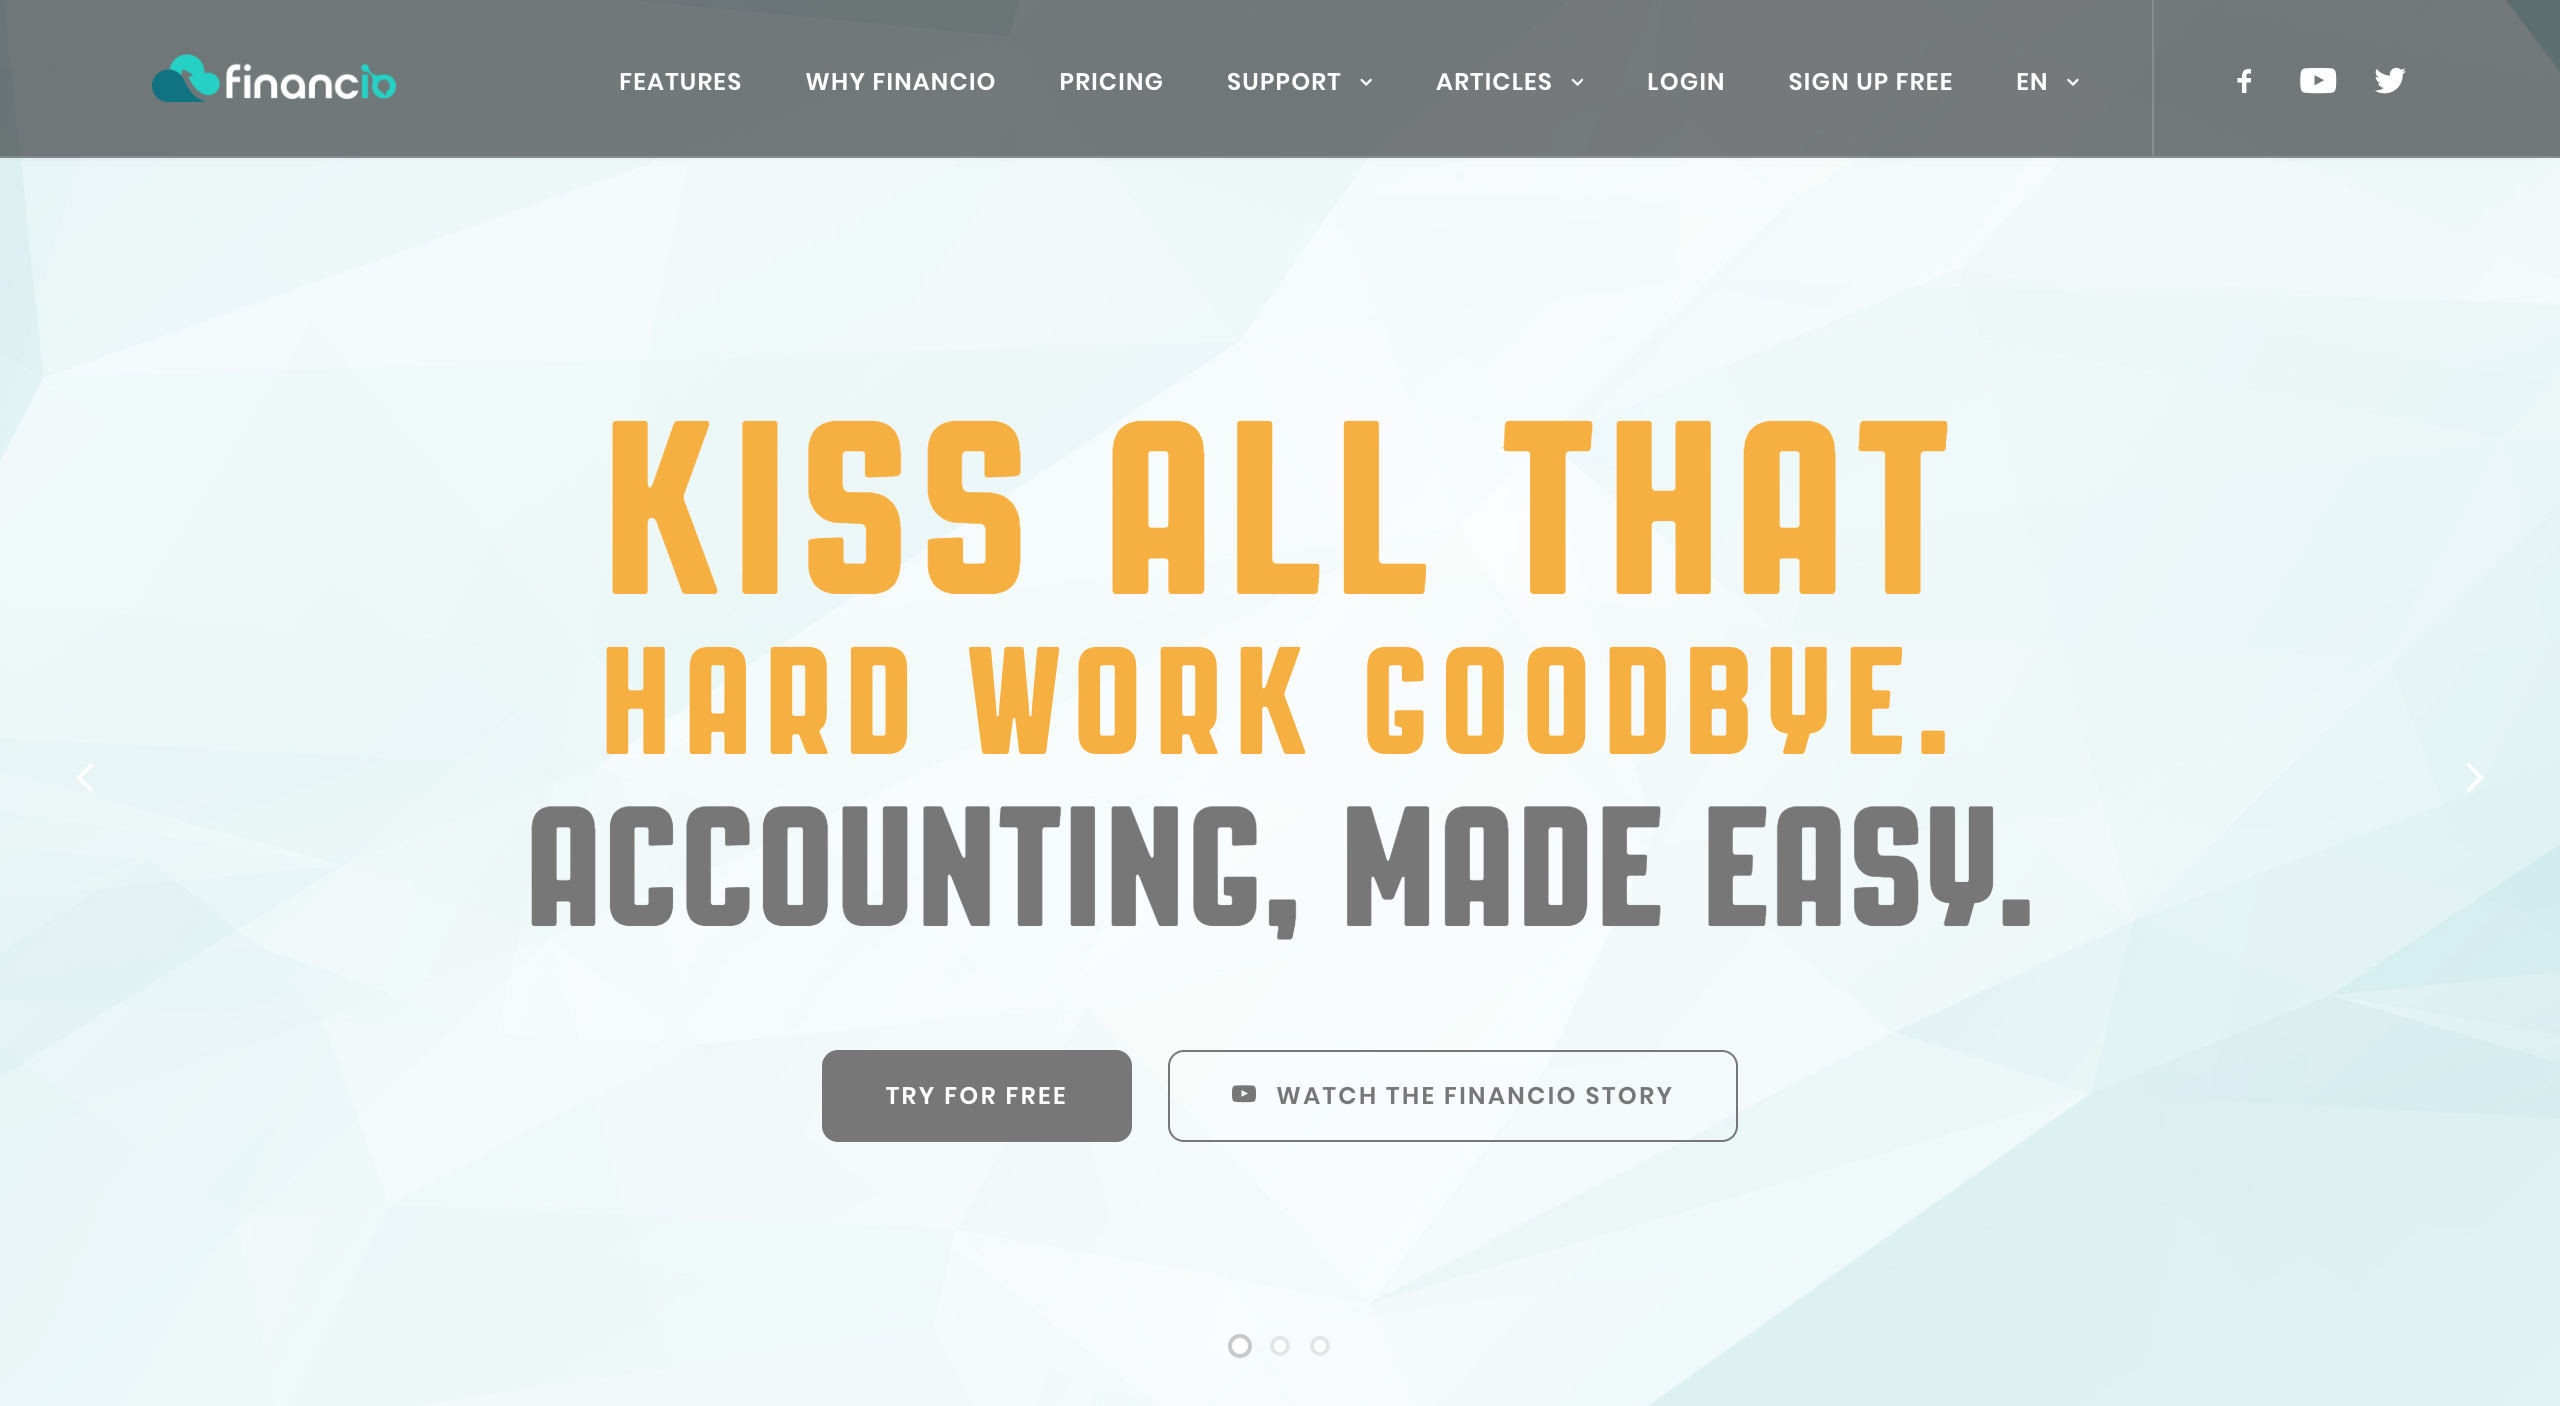 financio
FEATURES
WHY FINANCIO
PRICING
SUPPORT
ARTICLES
LOGIN
SIGN UP FREE
EN
KISS ALL THAT
HARD WORK GOODBYE.
ACCOUNTING, MADE EASY.
TRY FOR FREE
WATCH THE FINANCIO STORY